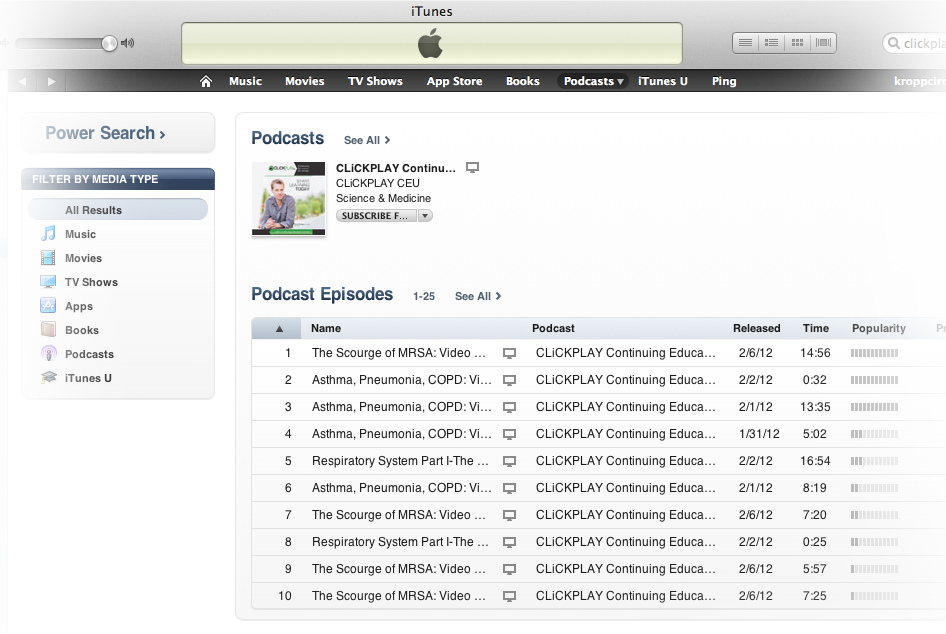 iTunes
clickpla
Music Movies TV Shows App Store Books Podcasts iTunes U Ping kroppcirc
Power Search
FILTER BY MEDIA TYPE
All Results
Music
Movies
TV Shows
Apps
Books
Podcasts
iTunes U
Podcasts See All
CLiCKPLAY Continu...
CLiCKPLAY CEU
Science & Medicine
SUBSCRIBE F...
Podcast Episodes 1-25 See All
Name Podcast Released Time Popularity
1 The Scourge of MRSA: Video ... CLiCKPLAY Continuing Educa... 2/6/12 14:56
2 Asthma, Pneumonia, COPD: Vi... CLiCKPLAY Continuing Educa... 2/2/12 0:32
3 Asthma, Pneumonia, COPD: Vi... CLiCKPLAY Continuing Educa... 2/1/12 13:35
4 Asthma, Pneumonia, COPD: Vi... CLiCKPLAY Continuing Educa... 1/31/12 5:02
5 Respiratory System Part I-The ... CLiCKPLAY Continuing Educa... 2/2/12 16:54
6 Asthma, Pneumonia, COPD: Vi... CLiCKPLAY Continuing Educa... 2/1/12 8:19
7 The Scourge of MRSA: Video ... CLiCKPLAY Continuing Educa... 2/6/12 7:20
8 Respiratory System Part I-The ... CLiCKPLAY Continuing Educa... 2/2/12 0:25
9 The Scourge of MRSA: Video ... CLiCKPLAY Continuing Educa... 2/6/12 5:57
10 The Scourge of MRSA: Video ... CLiCKPLAY Continuing Educa... 2/6/12 7:25